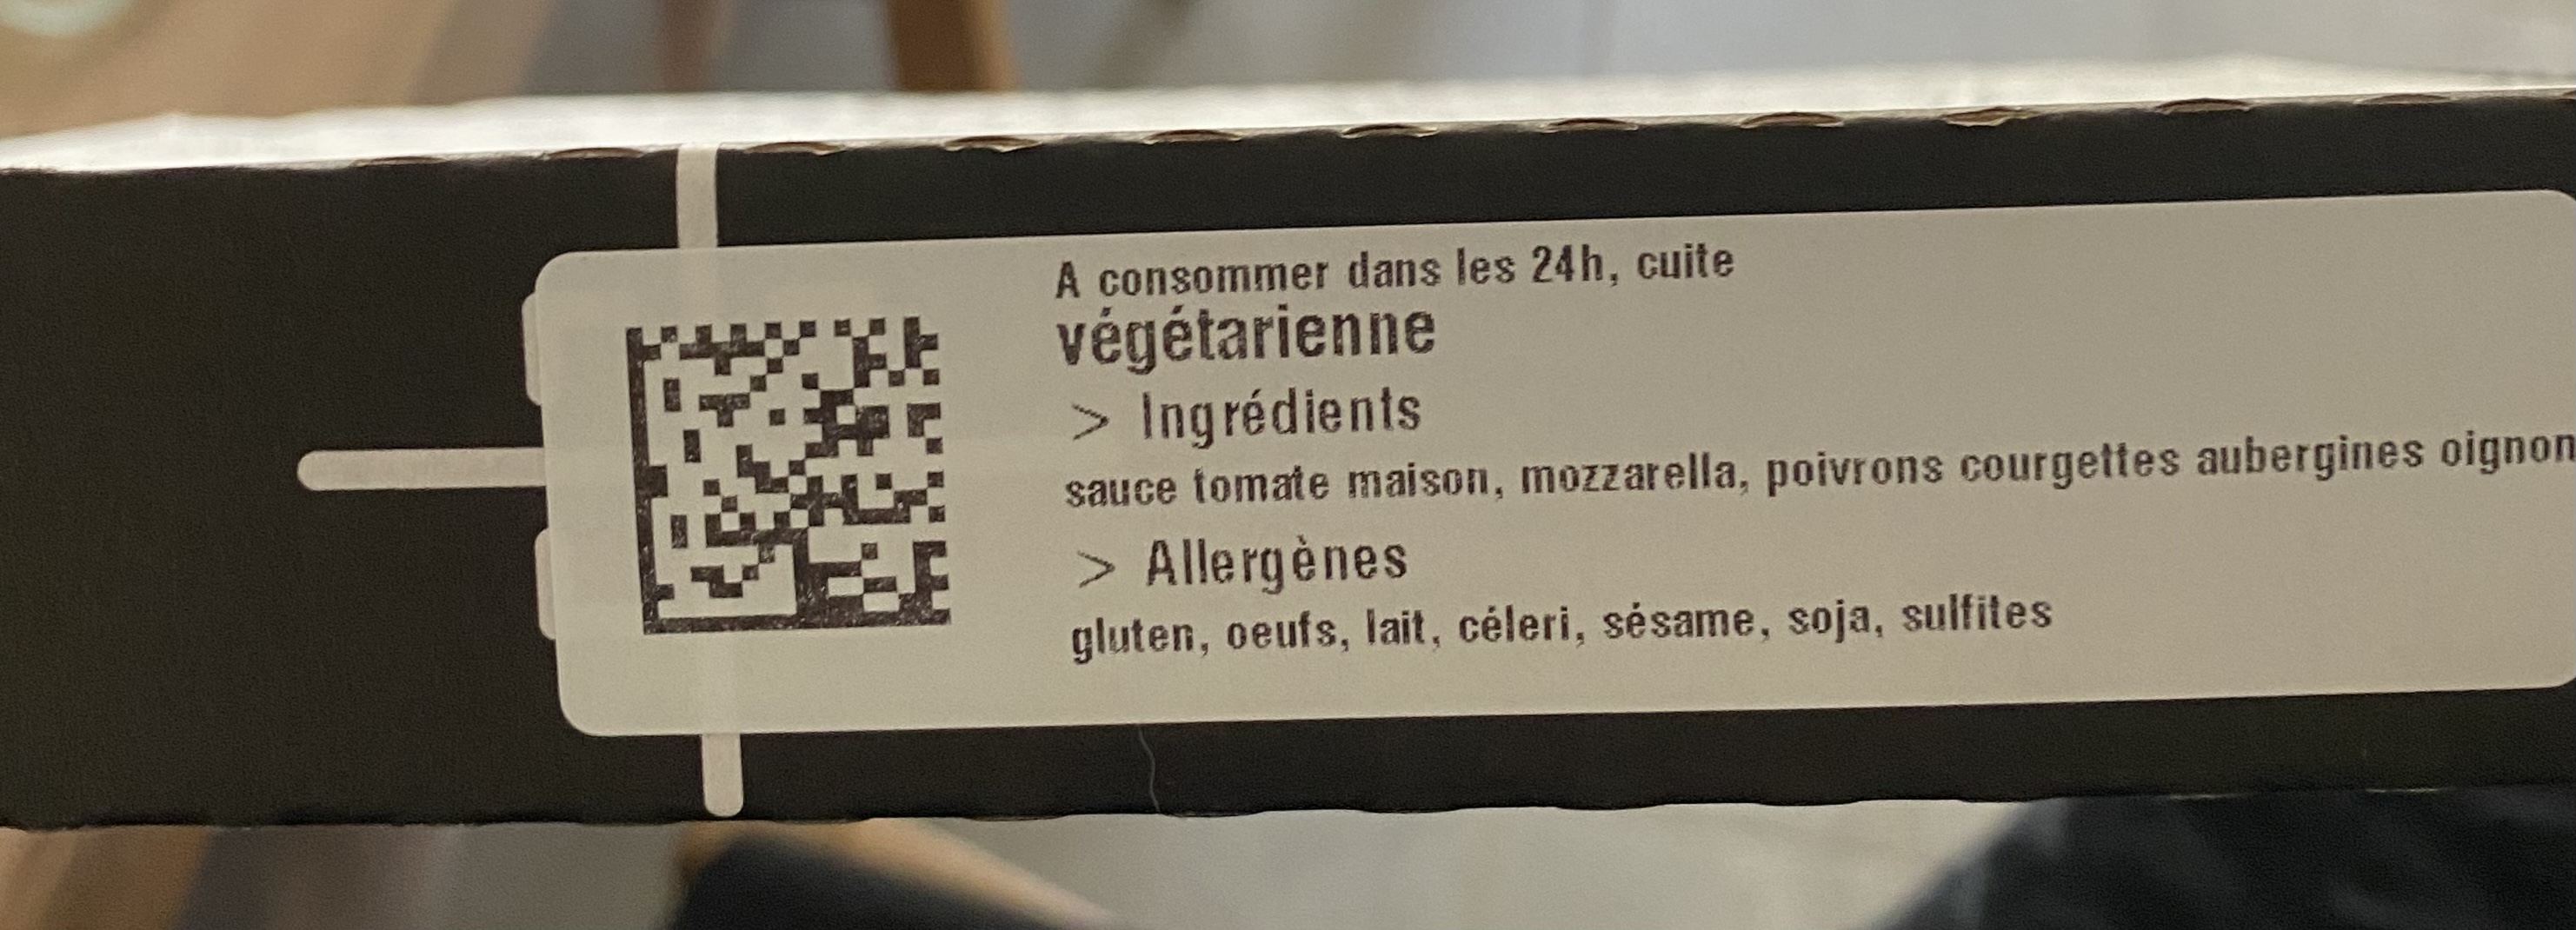 A consommer dans les 24h, cuite
végétarienne
> Ingrédients
sauce tomate maison, mozzarella, poivrons courgettes aubergines oignon
> Allergènes
gluten, oeufs, lait, céleri, sésame, soja, sulfites